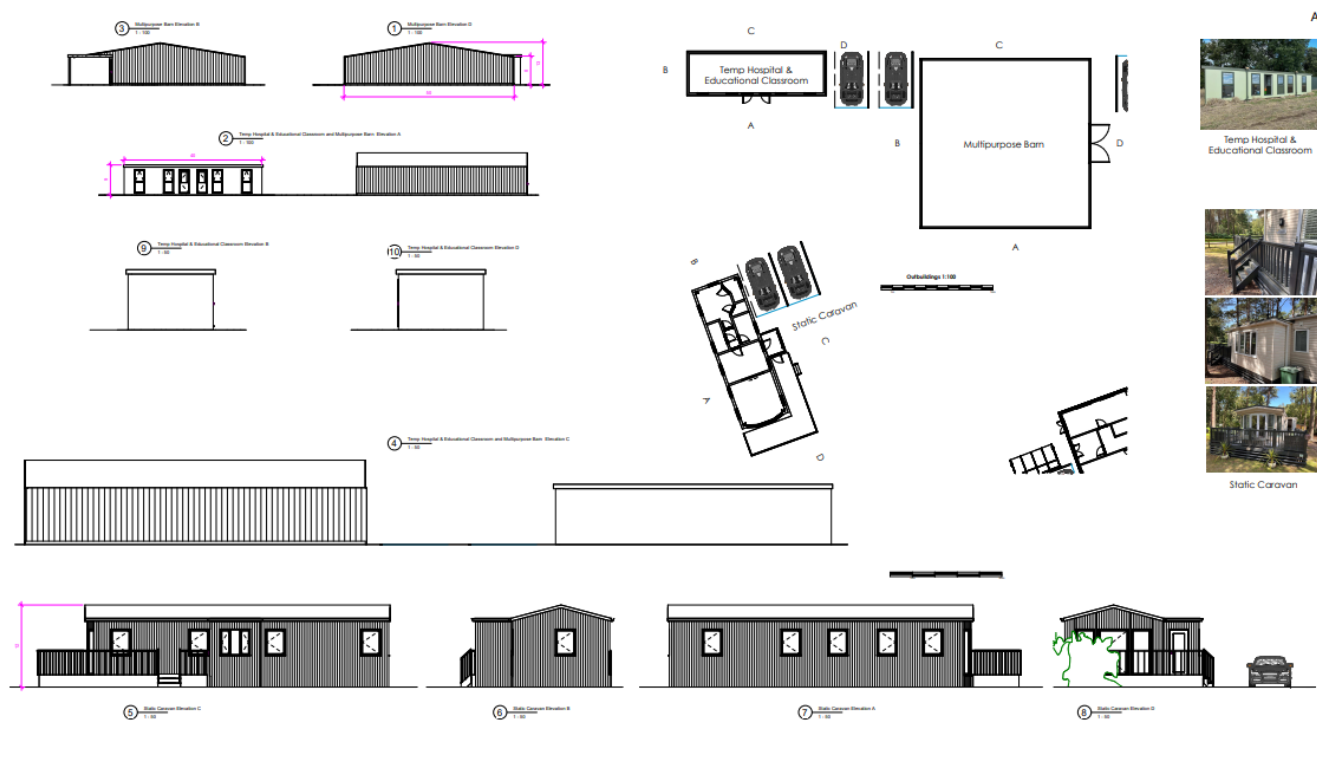 3 Multipurpose Barn Elevation B
1 : 100
1 Multipurpose Barn Elevation D
1 : 100
2 Temp Hospital & Educational Classroom and Multipurpose Barn Elevation A
1 : 100
9 Temp Hospital & Educational Classroom Elevation B
1 : 50
10 Temp Hospital & Educational Classroom Elevation D
1 : 50
C
B
Temp Hospital &
Educational Classroom
A
D
C
B
Multipurpose Barn
D
A
A
Temp Hospital &
Educational Classroom
B
Static Caravan
C
A
D
Outbuildings 1:100
Static Caravan
4 Temp Hospital & Educational Classroom and Multipurpose Barn Elevation C
1 : 50
5 Static Caravan Elevation C
1 : 50
6 Static Caravan Elevation B
1 : 50
7 Static Caravan Elevation A
1 : 50
8 Static Caravan Elevation D
1 : 50